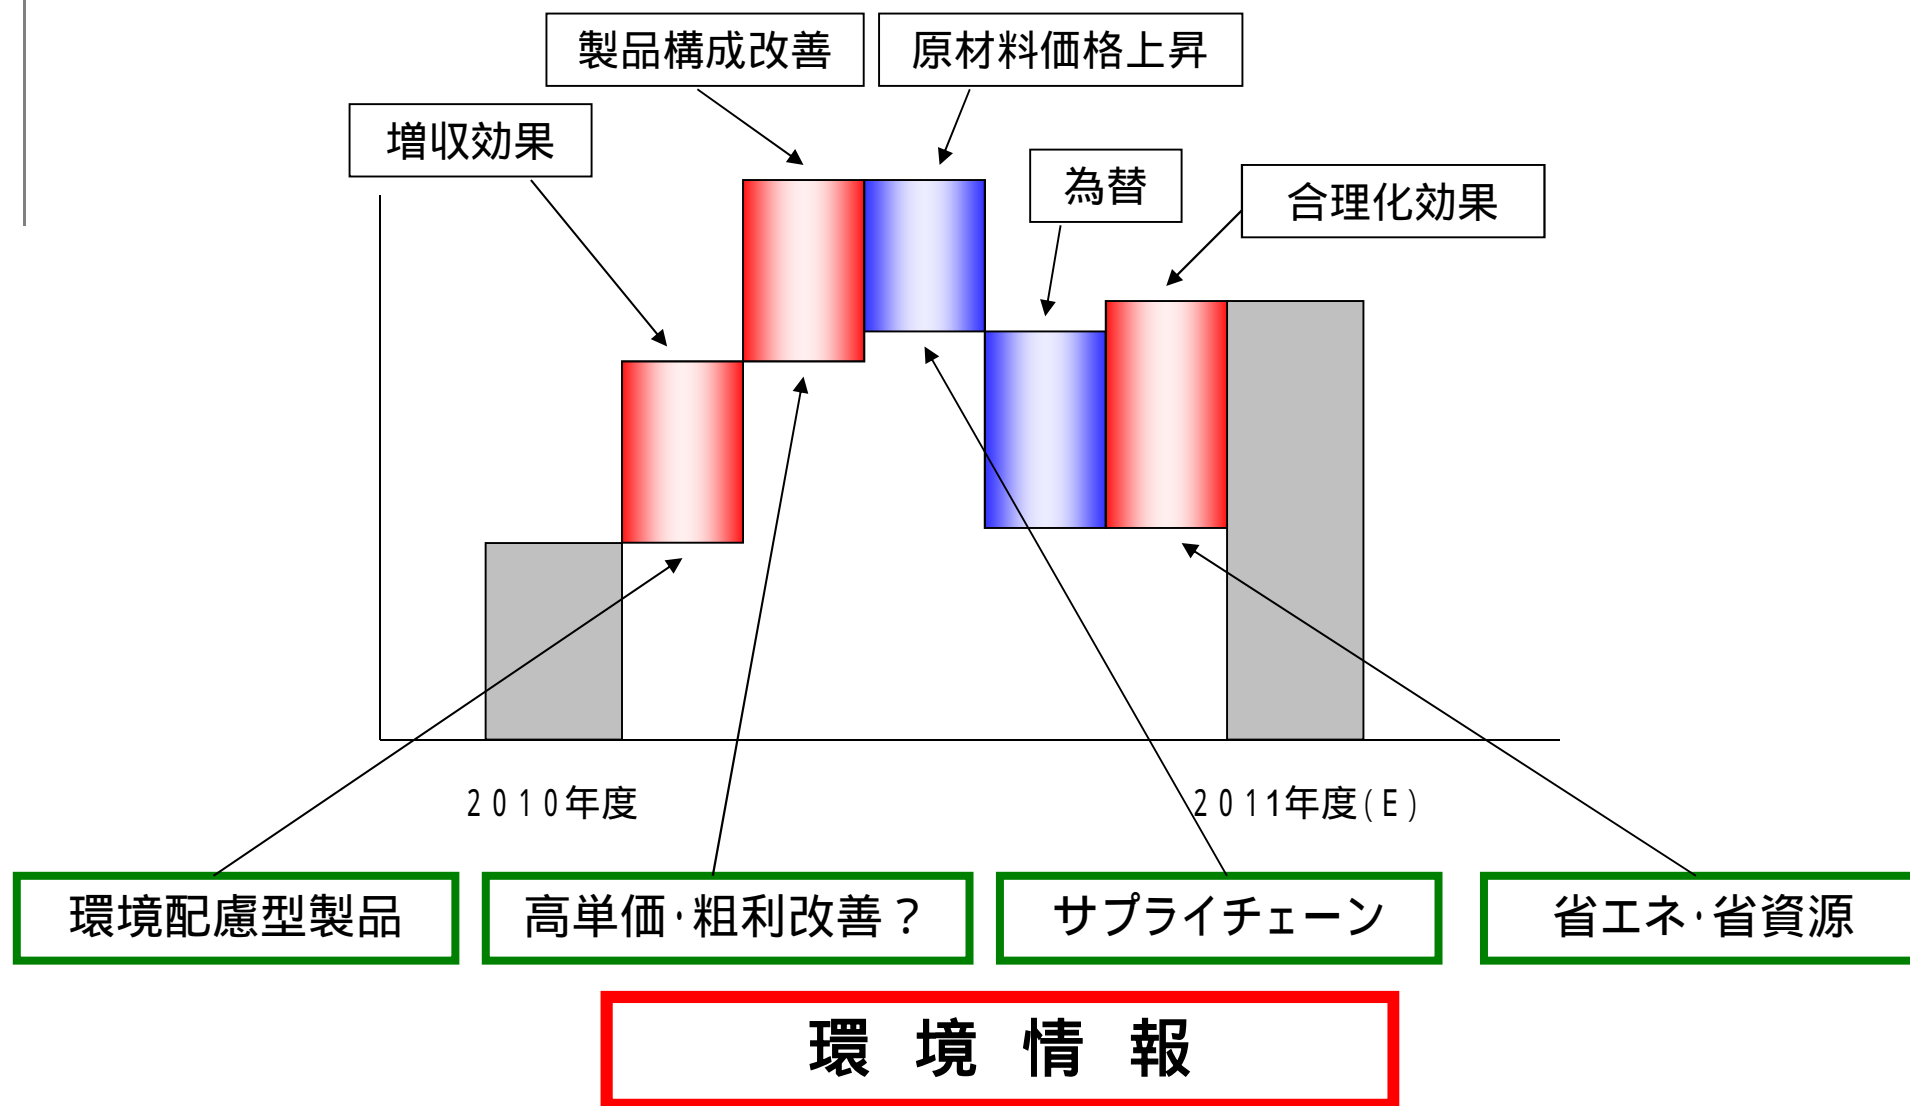 製品構成改善
原材料価格上昇
増収効果
為替
合理化効果
2010年度
2011年度(E)
環境配慮型製品
高単価・粗利改善？
サプライチェーン
省エネ・省資源
環境情報